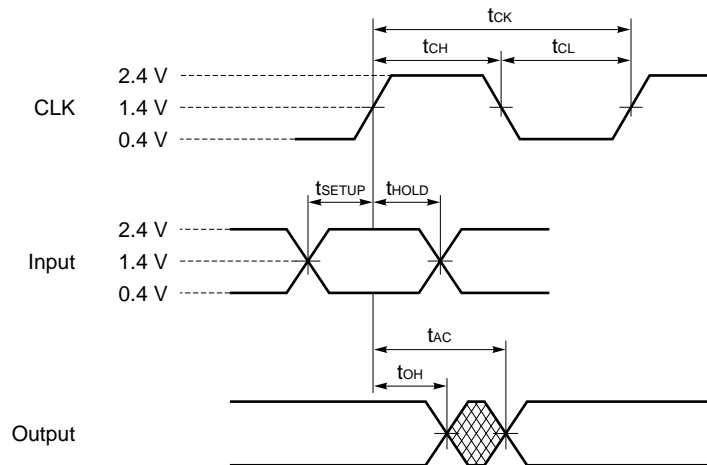 tCK
tCH tCL
2.4 V
CLK 1.4 V
0.4 V
tSETUP tHOLD
2.4 V
Input 1.4 V
0.4 V
tAC
tOH
Output